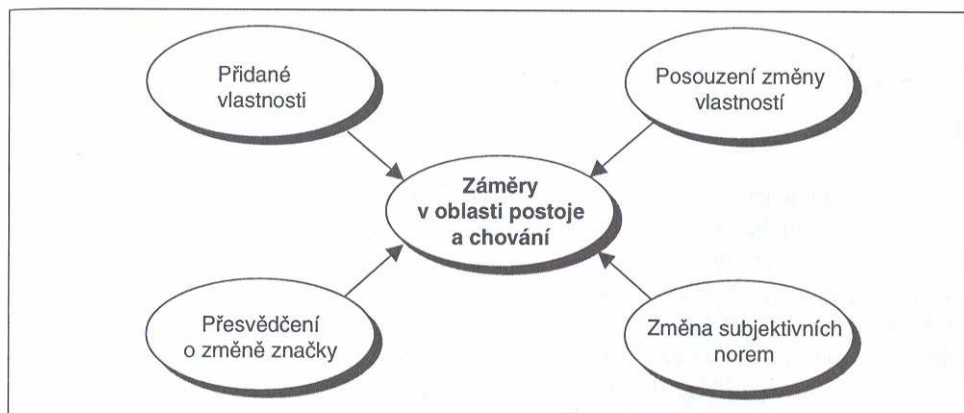 Přidané
vlastnosti
Posouzení změny
vlastností
Záměry
v oblasti postoje
a chování
Přesvědčení
o změně značky
Změna subjektivních
norem